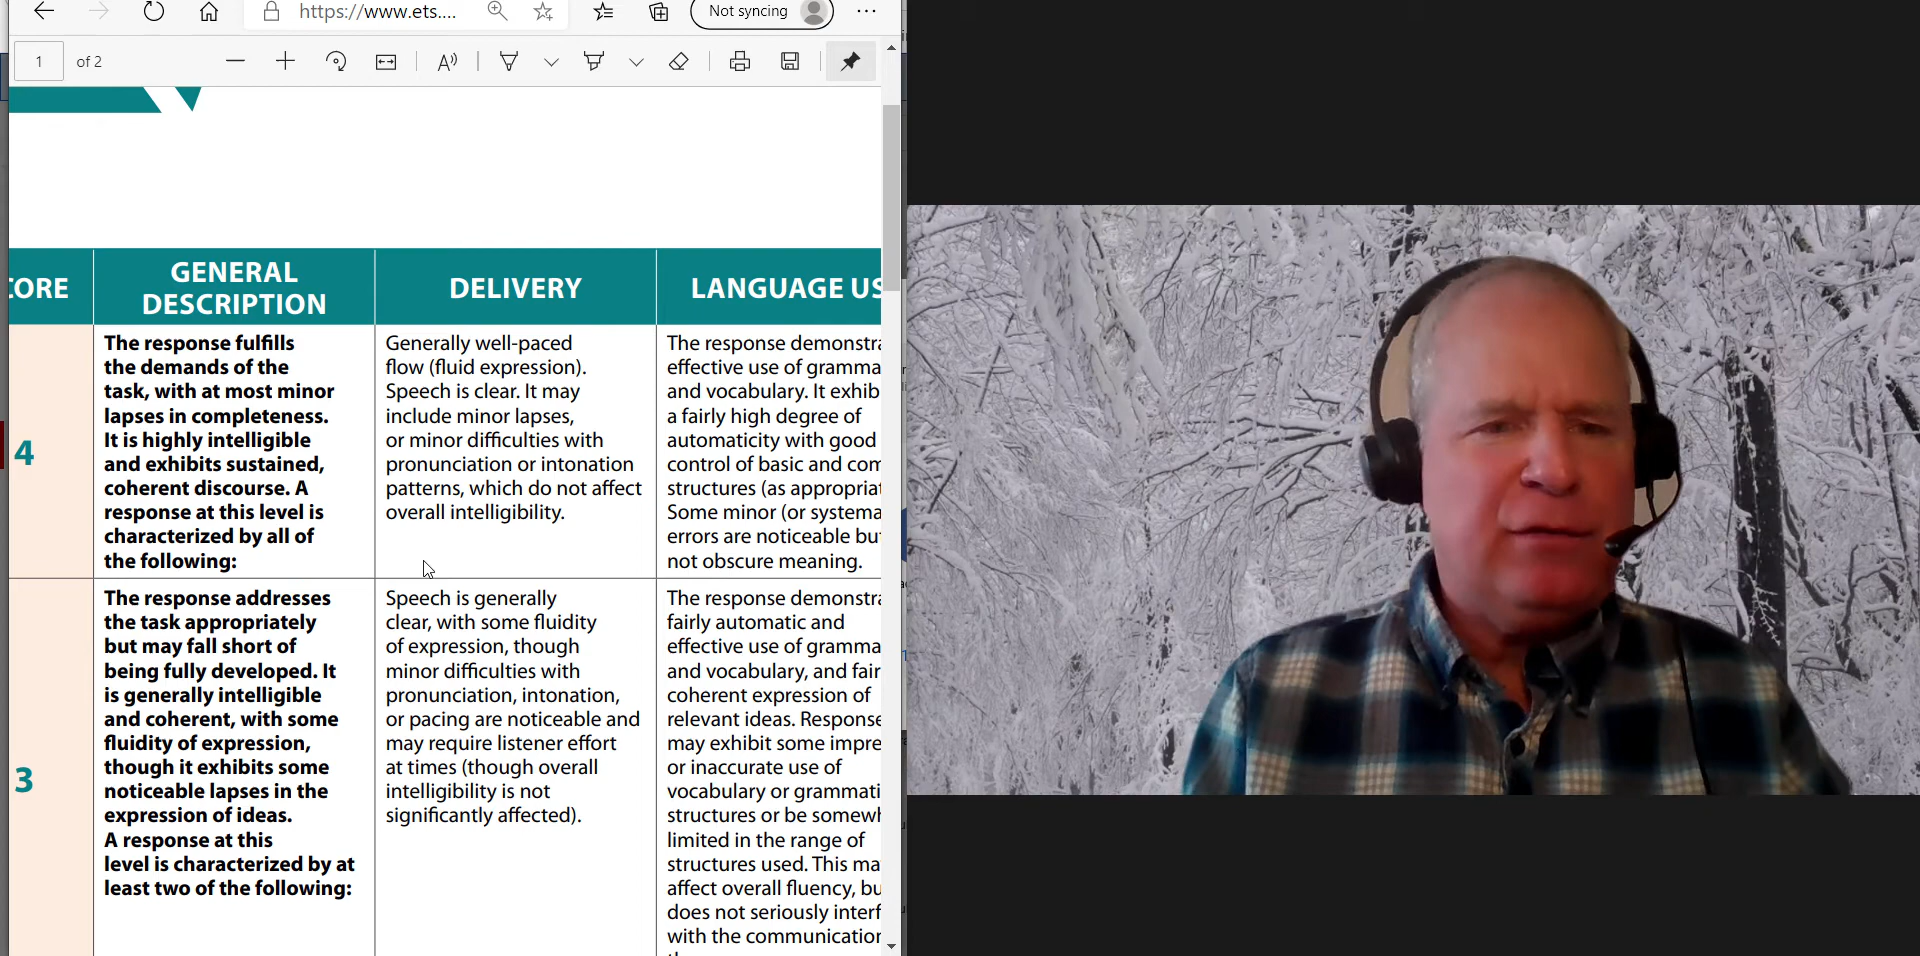 https://www.ets....
Not syncing
1 of 2
CORE
GENERAL
DESCRIPTION
DELIVERY
LANGUAGE US
4
The response fulfills
the demands of the
task, with at most minor
lapses in completeness.
It is highly intelligible
and exhibits sustained,
coherent discourse. A
response at this level is
characterized by all of
the following:
Generally well-paced
flow (fluid expression).
Speech is clear. It may
include minor lapses,
or minor difficulties with
pronunciation or intonation
patterns, which do not affect
overall intelligibility.
The response demonstra
effective use of gramma
and vocabulary. It exhib
a fairly high degree of
automaticity with good
control of basic and com
structures (as appropriat
Some minor (or systema
errors are noticeable but
not obscure meaning.
3
The response addresses
the task appropriately
but may fall short of
being fully developed. It
is generally intelligible
and coherent, with some
fluidity of expression,
though it exhibits some
noticeable lapses in the
expression of ideas.
A response at this
level is characterized by at
least two of the following:
Speech is generally
clear, with some fluidity
of expression, though
minor difficulties with
pronunciation, intonation,
or pacing are noticeable and
may require listener effort
at times (though overall
intelligibility is not
significantly affected).
The response demonstra
fairly automatic and
effective use of gramma
and vocabulary, and fair
coherent expression of
relevant ideas. Response
may exhibit some impre
or inaccurate use of
vocabulary or grammati
structures or be somewh
limited in the range of
structures used. This ma
affect overall fluency, bu
does not seriously interf
with the communication